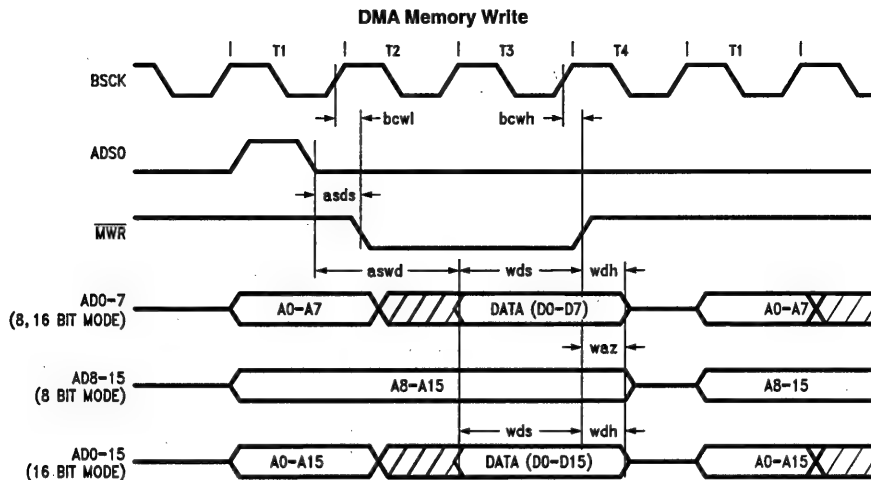 DMA Memory Write
T1 T2 T3 T4 T1
BSCK
bcwl bcwh
ADS0
asds
MWR
aswd wds wdh
AD0-7
(8, 16 BIT MODE)
A0-A7 DATA (D0-D7) A0-A7
waz
AD8-15
(8 BIT MODE)
A8-A15 A8-15
wds wdh
AD0-15
(16 BIT MODE)
A0-A15 DATA (D0-D15) A0-A15